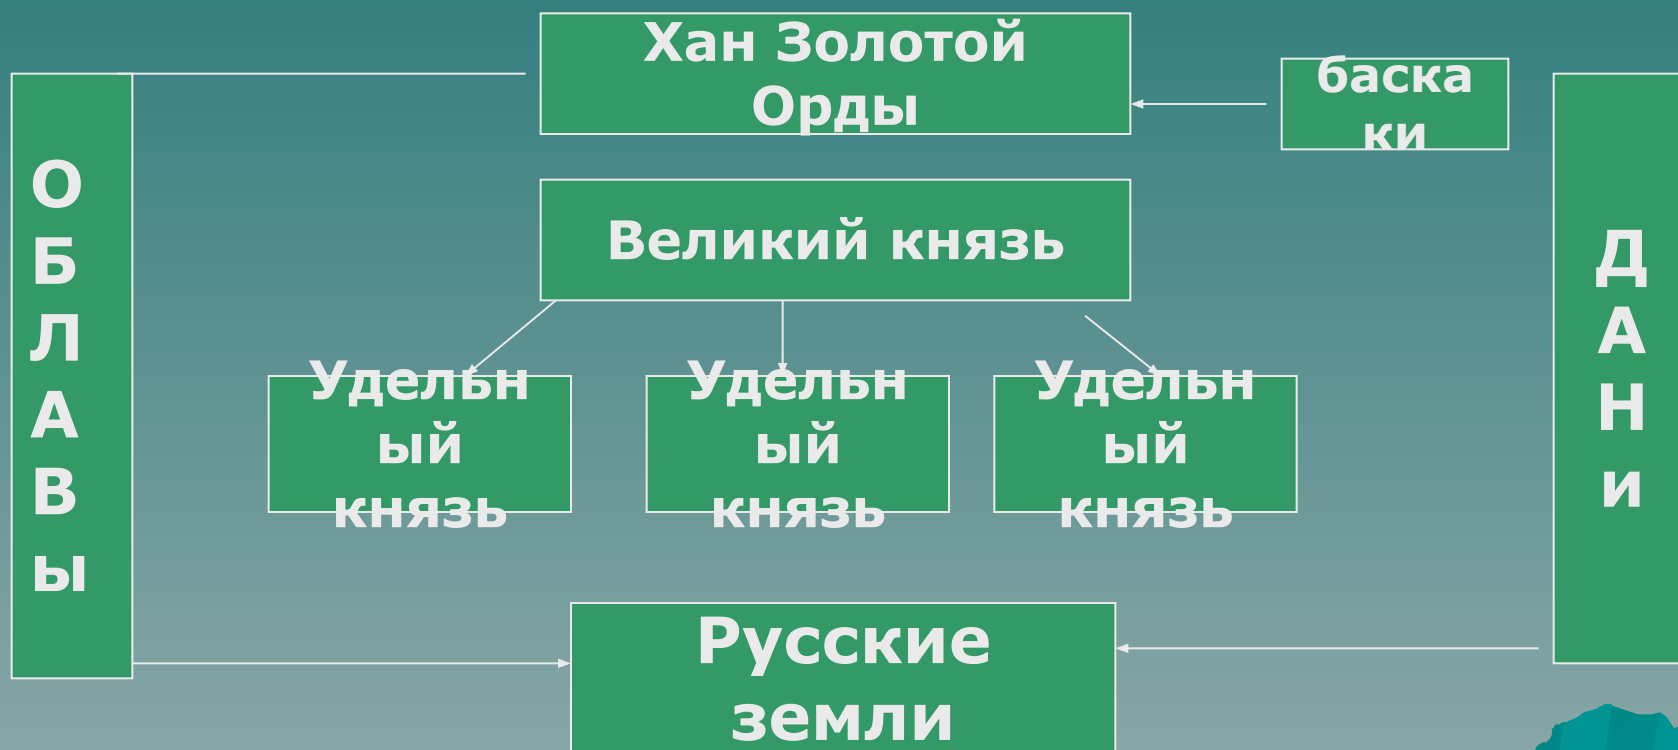 Хан Золотой
Орды
баска
ки
О
Б
Л
А
В
ы
Великий князь
Д
А
Н
и
Удельн
ый
князь
Удельн
ый
князь
Удельн
ый
князь
Русские
земли